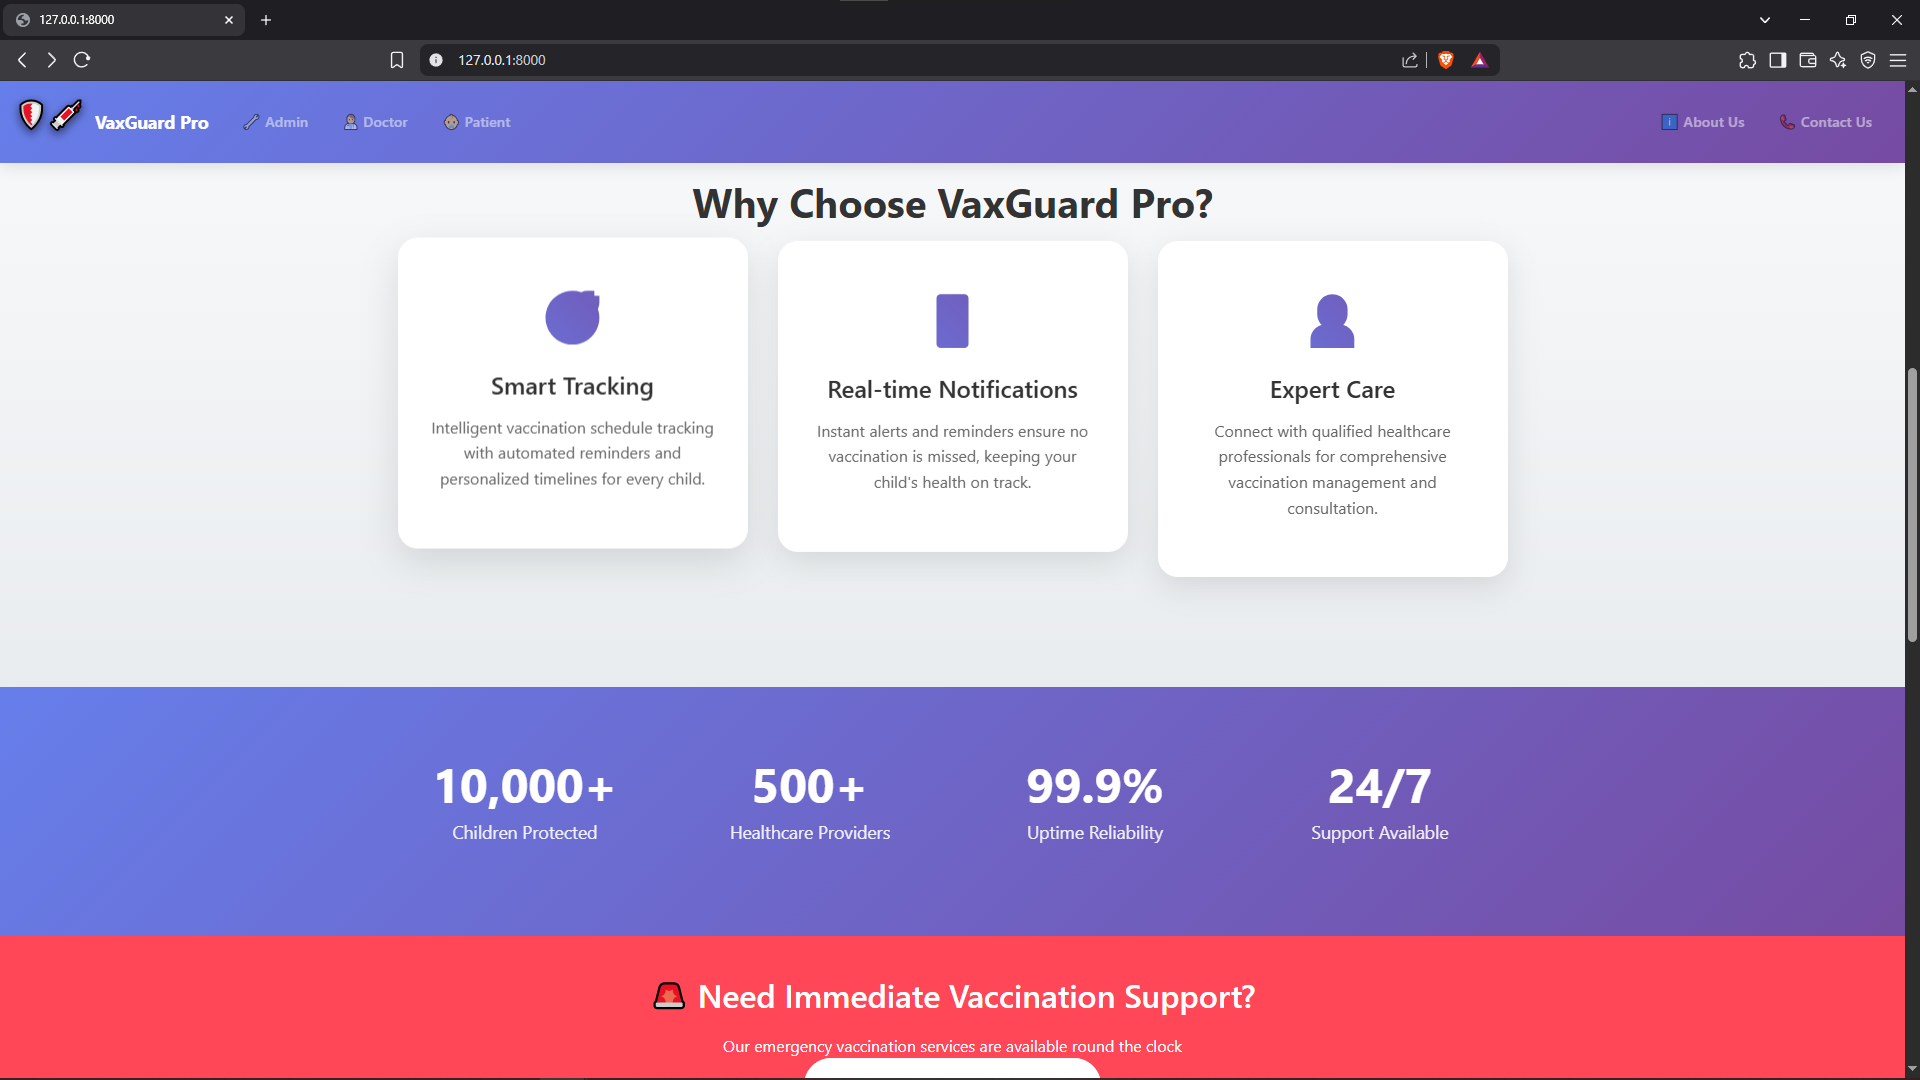 127.0.0.1:8000
127.0.0.1:8000
VaxGuard Pro
Admin
Doctor
Patient
About Us
Contact Us
Why Choose VaxGuard Pro?
Smart Tracking
Intelligent vaccination schedule tracking
with automated reminders and
personalized timelines for every child.
Real-time Notifications
Instant alerts and reminders ensure no
vaccination is missed, keeping your
child's health on track.
Expert Care
Connect with qualified healthcare
professionals for comprehensive
vaccination management and
consultation.
10,000+
Children Protected
500+
Healthcare Providers
99.9%
Uptime Reliability
24/7
Support Available
Need Immediate Vaccination Support?
Our emergency vaccination services are available round the clock